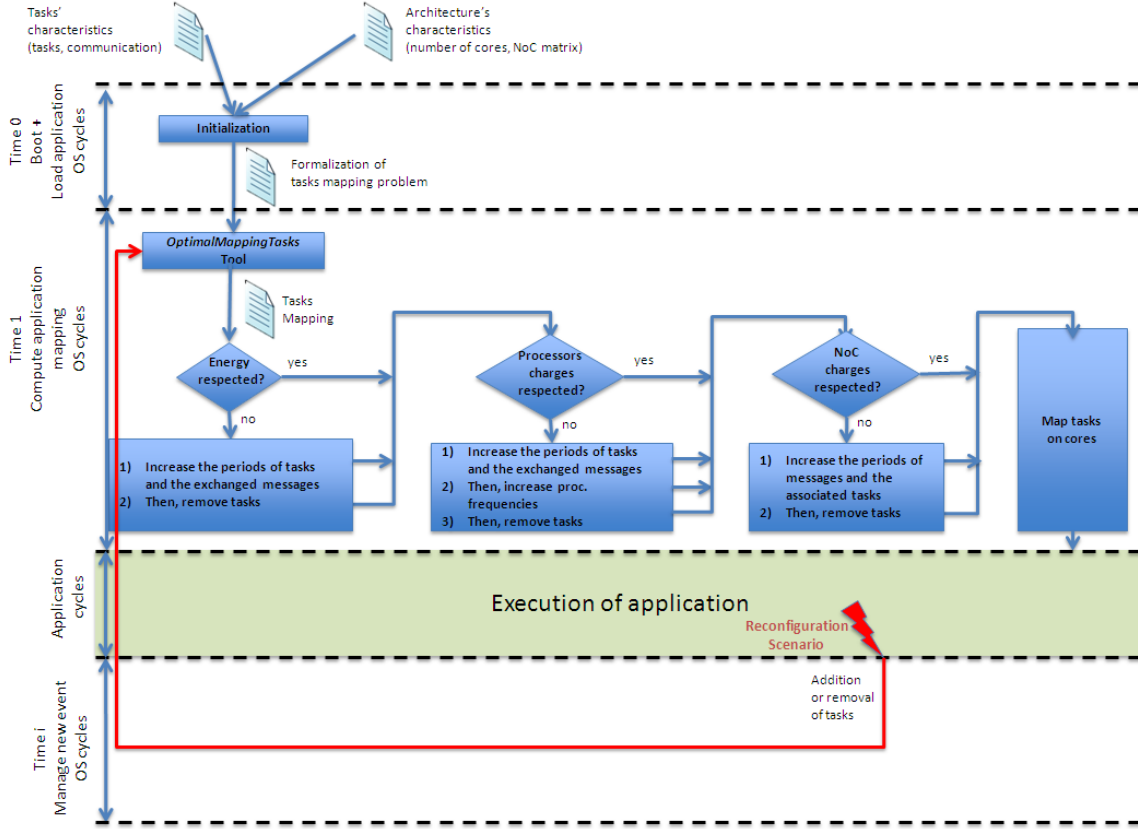 Tasks'
characteristics
(tasks, communication)
Architecture's
characteristics
(number of cores, NoC matrix)
Time 0
Boot +
Load application
OS cycles
Initialization
Formalization of
tasks mapping problem
Time 1
Compute application
mapping
OS cycles
OptimalMappingTasks
Tool
Tasks
Mapping
Energy
respected?
yes
no
1) Increase the periods of tasks
and the exchanged messages
2) Then, remove tasks
Processors
charges
respected?
yes
no
1) Increase the periods of tasks
and the exchanged messages
2) Then, increase proc.
frequencies
3) Then, remove tasks
NoC
charges
respected?
yes
no
1) Increase the periods of
messages and the
associated tasks
2) Then, remove tasks
Map tasks
on cores
Application
cycles
Execution of application
Reconfiguration
Scenario
Time i
Manage new event
OS cycles
Addition
or removal
of tasks